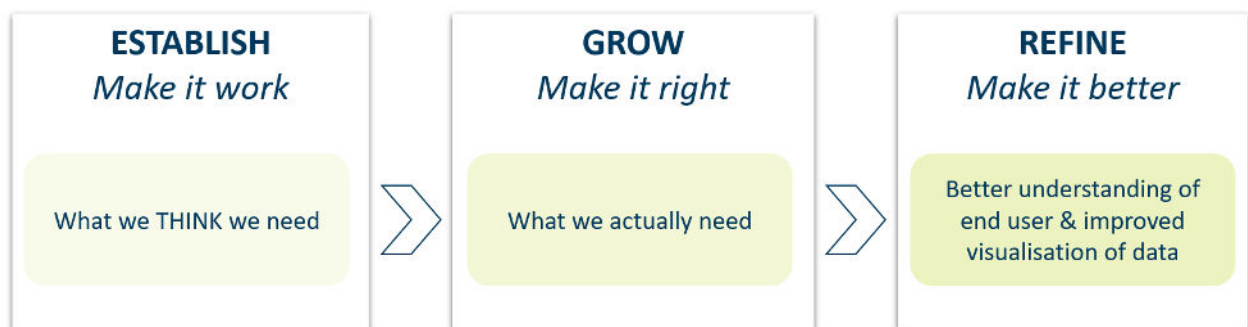 ESTABLISH
Make it work
What we THINK we need
GROW
Make it right
What we actually need
REFINE
Make it better
Better understanding of
end user & improved
visualisation of data